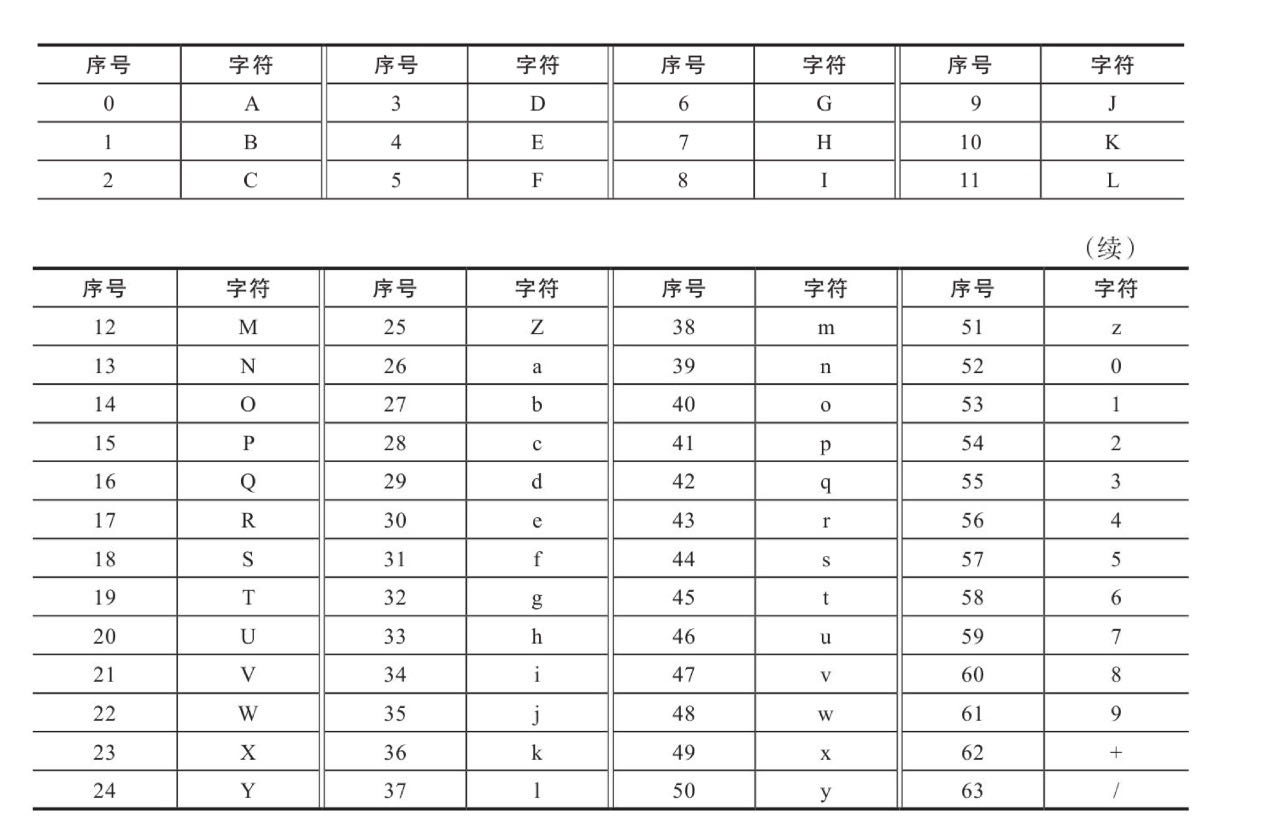 序号 字符 序号 字符 序号 字符 序号 字符
0 A 3 D 6 G 9 J
1 B 4 E 7 H 10 K
2 C 5 F 8 I 11 L
(续)
序号 字符 序号 字符 序号 字符 序号 字符
12 M 25 Z 38 m 51 z
13 N 26 a 39 n 52 0
14 O 27 b 40 o 53 1
15 P 28 c 41 p 54 2
16 Q 29 d 42 q 55 3
17 R 30 e 43 r 56 4
18 S 31 f 44 s 57 5
19 T 32 g 45 t 58 6
20 U 33 h 46 u 59 7
21 V 34 i 47 v 60 8
22 W 35 j 48 w 61 9
23 X 36 k 49 x 62 +
24 Y 37 l 50 y 63 /